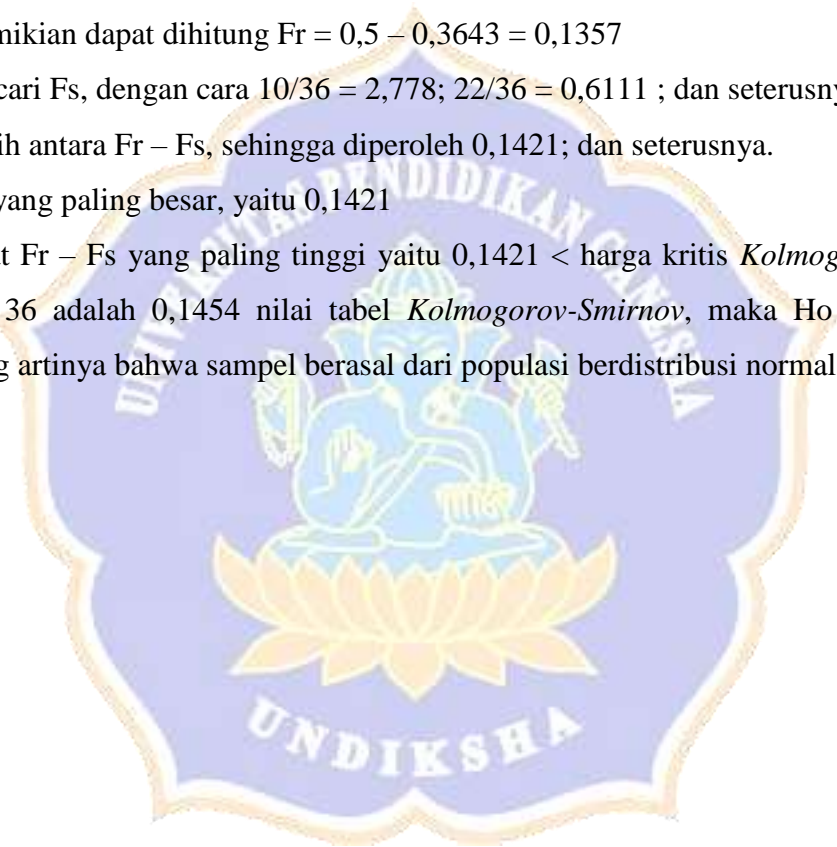 mikian dapat dihitung Fr = 0,5 – 0,3643 = 0,1357
cari Fs, dengan cara 10/36 = 2,778; 22/36 = 0,6111 ; dan seterusny
ih antara Fr – Fs, sehingga diperoleh 0,1421; dan seterusnya.
yang paling besar, yaitu 0,1421
t Fr – Fs yang paling tinggi yaitu 0,1421 < harga kritis Kolmog
36 adalah 0,1454 nilai tabel Kolmogorov-Smirnov, maka Ho
g artinya bahwa sampel berasal dari populasi berdistribusi normal
UNIVERSITAS PENDIDIKAN GANESHA
UNDIKSHA